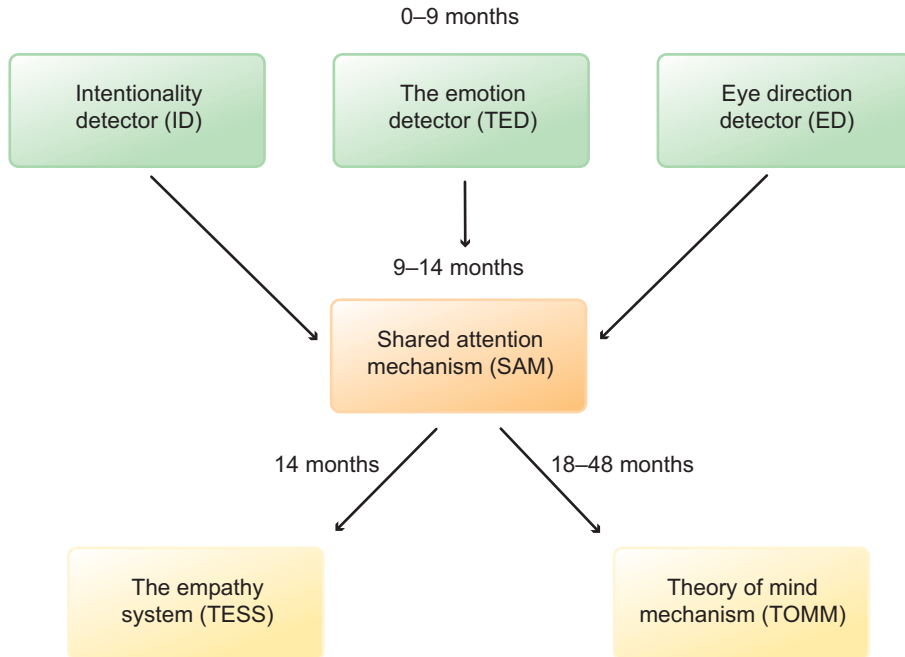 0–9 months
Intentionality
detector (ID)
The emotion
detector (TED)
Eye direction
detector (ED)
9–14 months
Shared attention
mechanism (SAM)
14 months
18–48 months
The empathy
system (TESS)
Theory of mind
mechanism (TOMM)